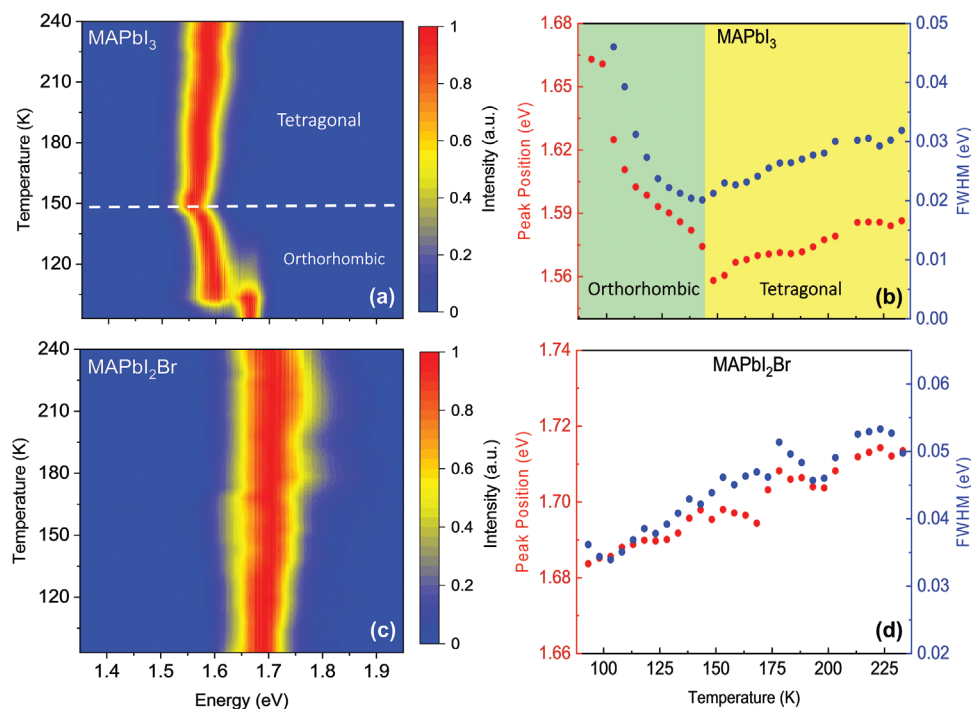 240
210
180
150
120
Temperature (K)
MAPbI3
Tetragonal
Orthorhombic
(a)
1
0.8
0.6
0.4
0.2
0
Intensity (a.u.)
1.68
1.65
1.62
1.59
1.56
Peak Position (eV)
MAPbI3
Orthorhombic
Tetragonal
(b)
0.05
0.04
0.03
0.02
0.01
0.00
FWHM (eV)
240
210
180
150
120
Temperature (K)
MAPbI2Br
(c)
1.4
1.5
1.6
1.7
1.8
1.9
Energy (eV)
1
0.8
0.6
0.4
0.2
0
Intensity (a.u.)
1.74
1.72
1.70
1.68
1.66
Peak Position (eV)
MAPbI2Br
(d)
0.06
0.05
0.04
0.03
0.02
FWHM (eV)
100
125
150
175
200
225
Temperature (K)